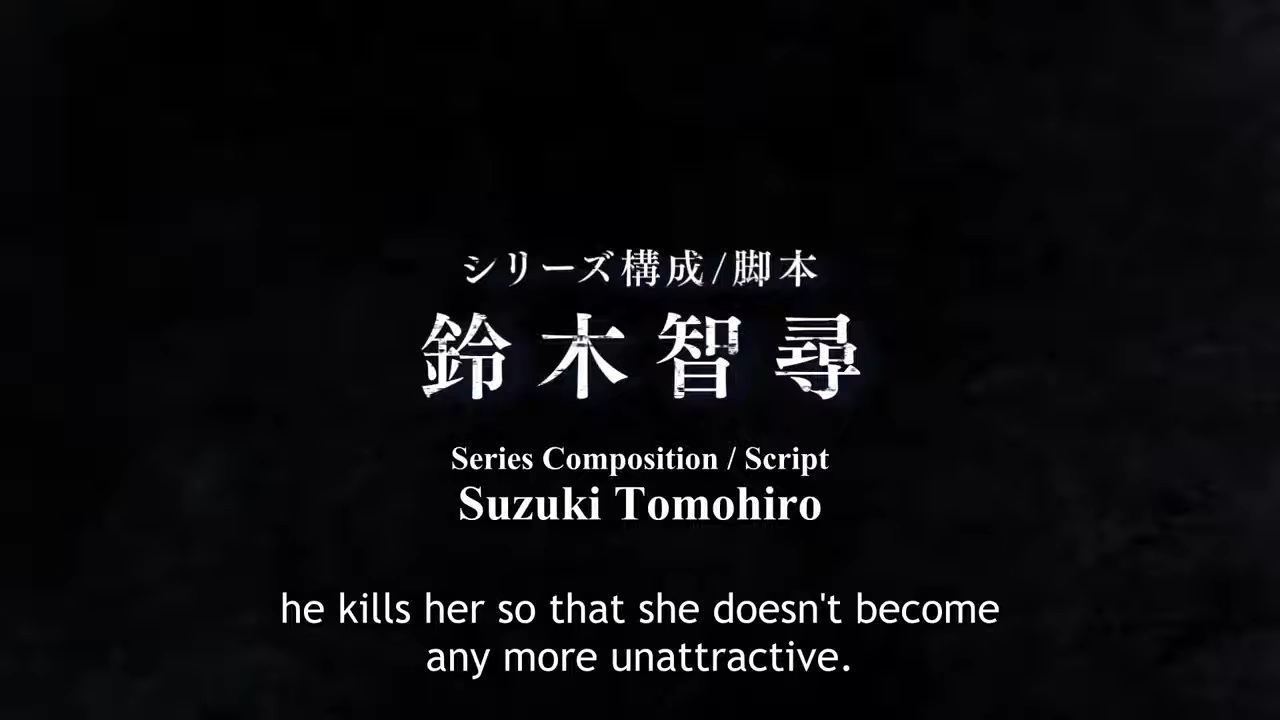 シリーズ構成/脚本
鈴木智尋
Series Composition / Script
Suzuki Tomohiro
he kills her so that she doesn't become
any more unattractive.